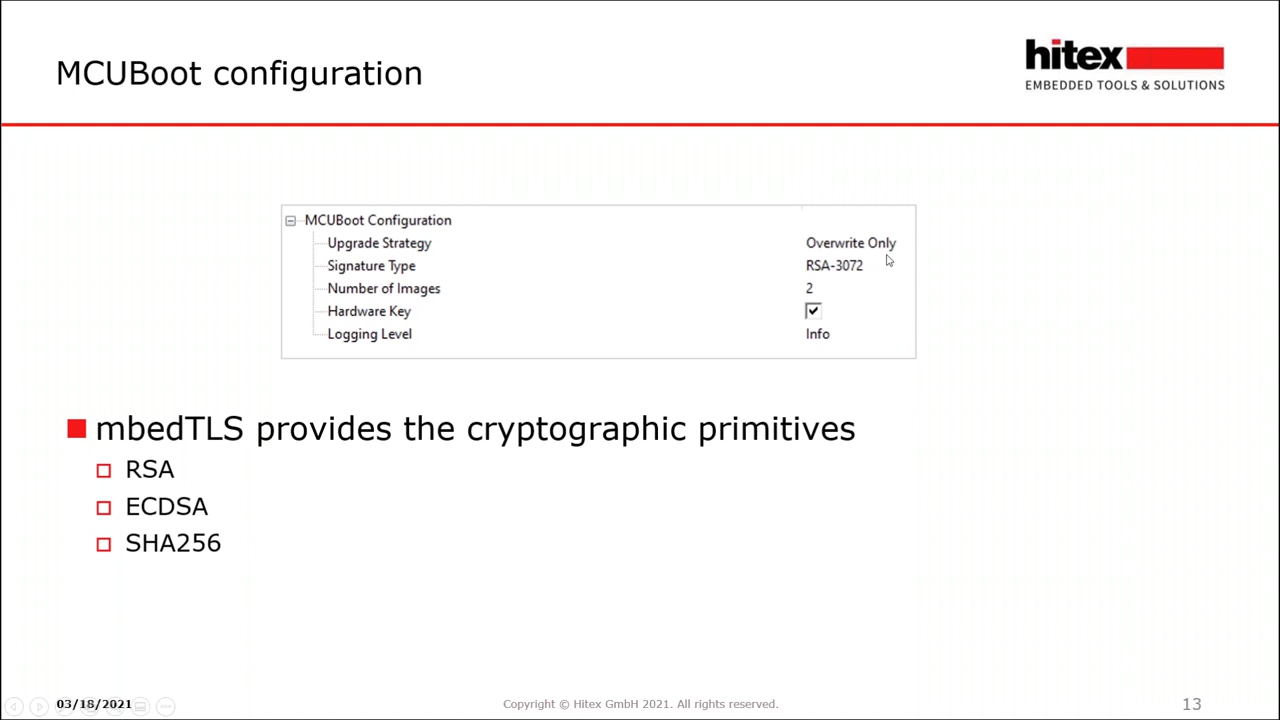 MCUBoot configuration
hitex
EMBEDDED TOOLS & SOLUTIONS
MCUBoot Configuration
Upgrade Strategy Overwrite Only
Signature Type RSA-3072
Number of Images 2
Hardware Key
Logging Level Info
mbedTLS provides the cryptographic primitives
RSA
ECDSA
SHA256
03/18/2021 Copyright © Hitex GmbH 2021. All rights reserved. 13